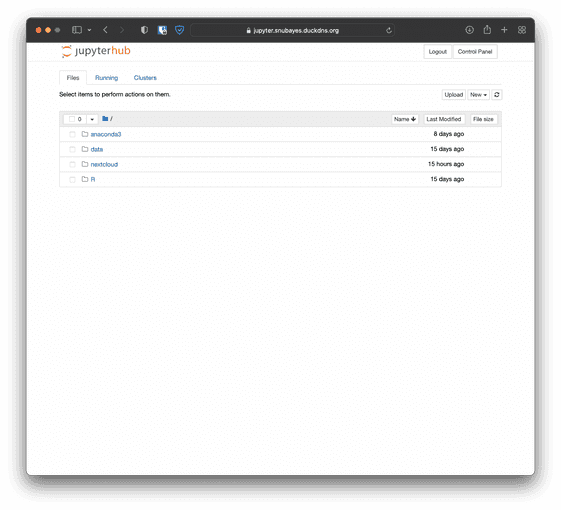 jupyter.snubayes.duckdns.org
jupyterhub Logout Control Panel
Files Running Clusters
Select items to perform actions on them. Upload New
0 / Name Last Modified File size
anaconda3 8 days ago
data 15 days ago
nextcloud 15 hours ago
R 15 days ago